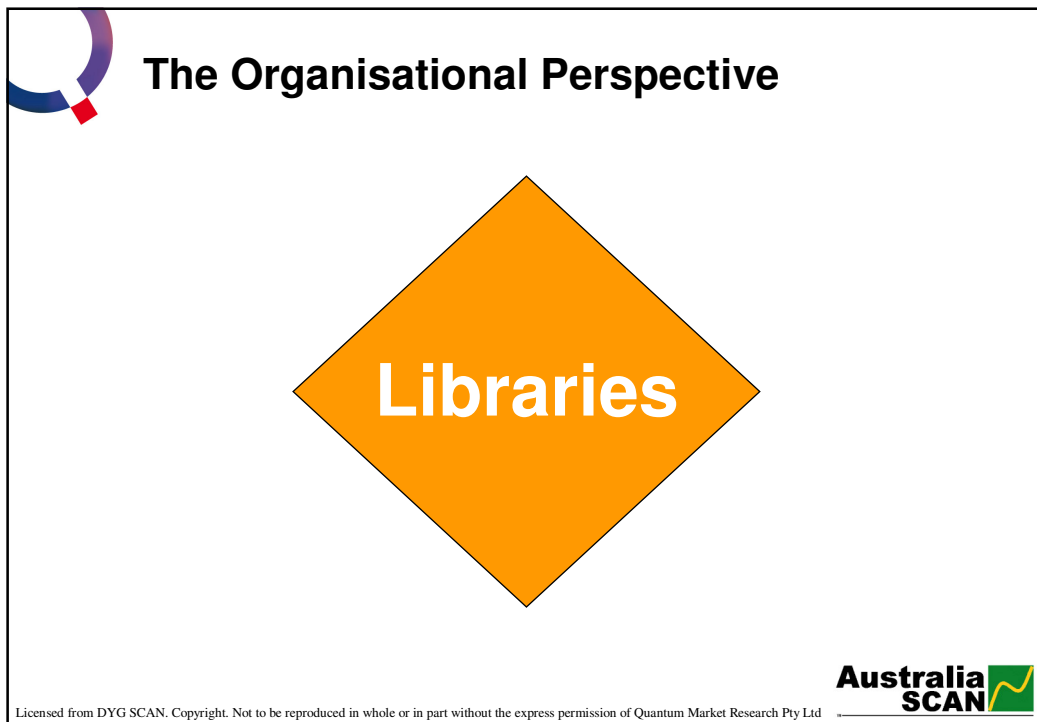 The Organisational Perspective
Libraries
Australia
SCAN
Licensed from DYG SCAN. Copyright. Not to be reproduced in whole or in part without the express permission of Quantum Market Research Pty Ltd